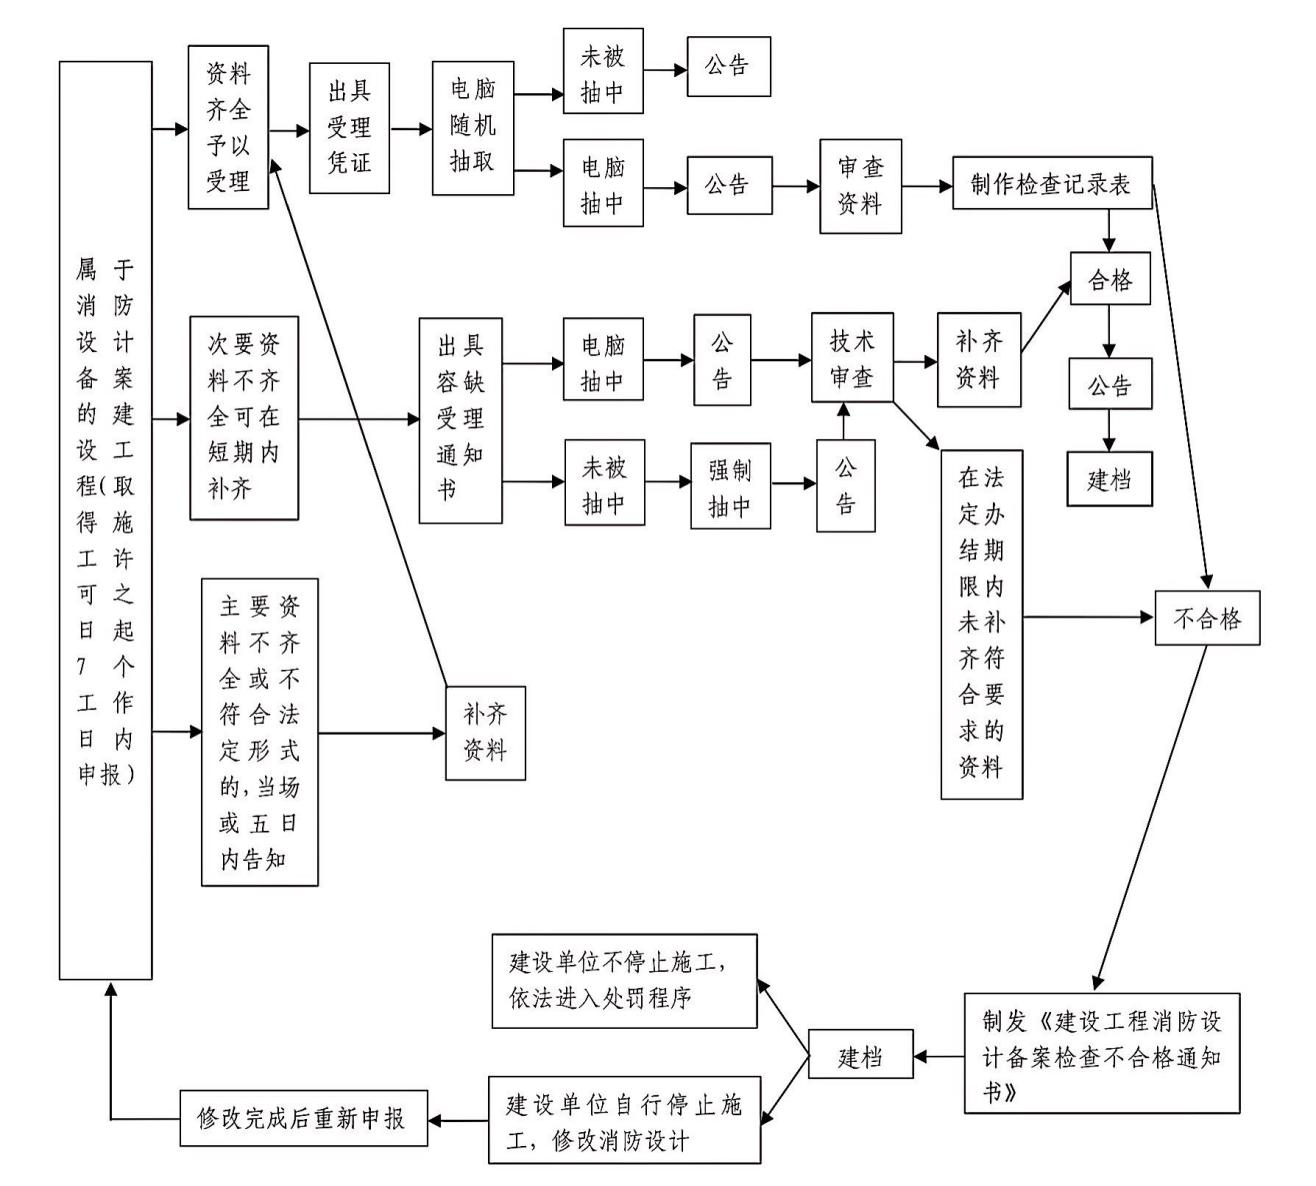 属于
消防
设计
备案
的建
设工
程(取
得施
工许
可之
日起
7个
工作
日内
申报)
资料
齐全
予以
受理
出具
受理
凭证
电脑
随机
抽取
未被
抽中
公告
电脑
抽中
公告
审查
资料
制作检查记录表
合格
公告
建档
次要资
料不齐
全可在
短期内
补齐
出具
容缺
受理
通知
书
电脑
抽中
公
告
技术
审查
补齐
资料
未被
抽中
强制
抽中
公
告
在法
定办
结期
限内
未补
齐符
合要
求的
资料
不合格
主要资
料不齐
全或不
符合法
定形式
的,当场
或五日
内告知
补齐
资料
制发《建设工程消防设
计备案检查不合格通知
书》
建档
建设单位不停止施工,
依法进入处罚程序
建设单位自行停止施
工，修改消防设计
修改完成后重新申报